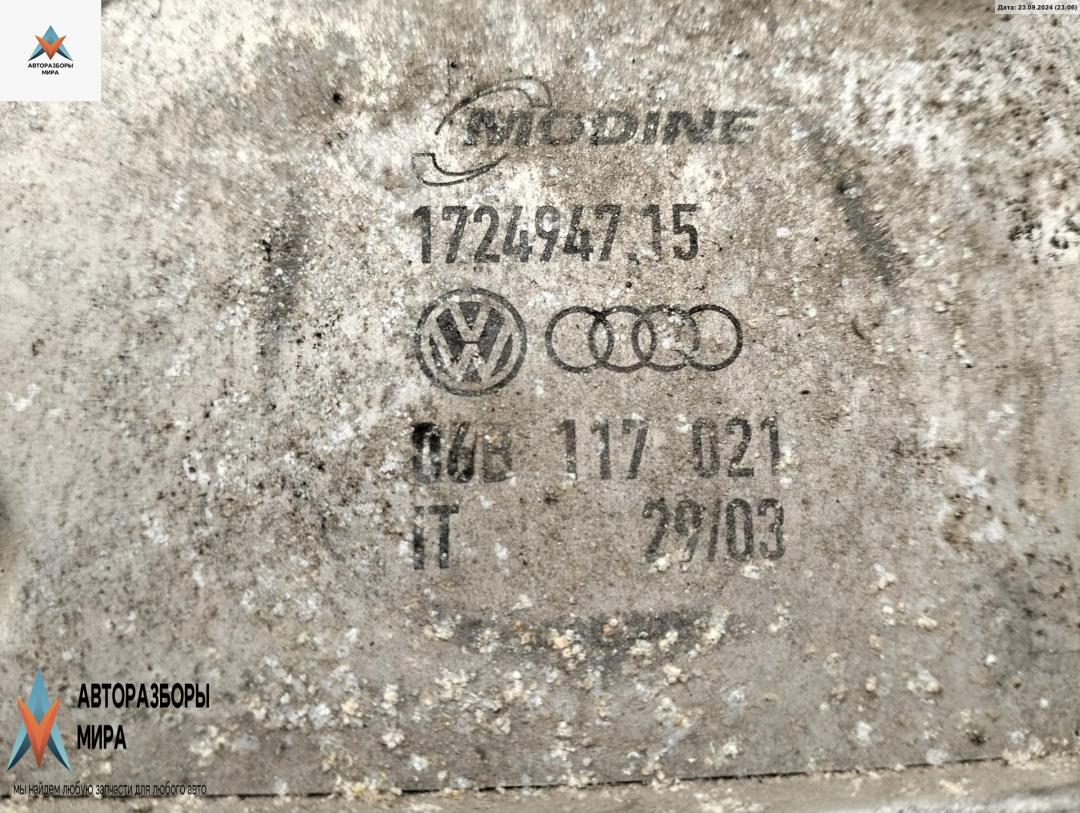 Дата: 23.09.2024 (23:06)
АВТОРАЗБОРЫ
МИРА
MODINE
1724947.15
06B 117 021
IT 29/03
АВТОРАЗБОРЫ
МИРА
мы найдем любую запчасти для любого авто